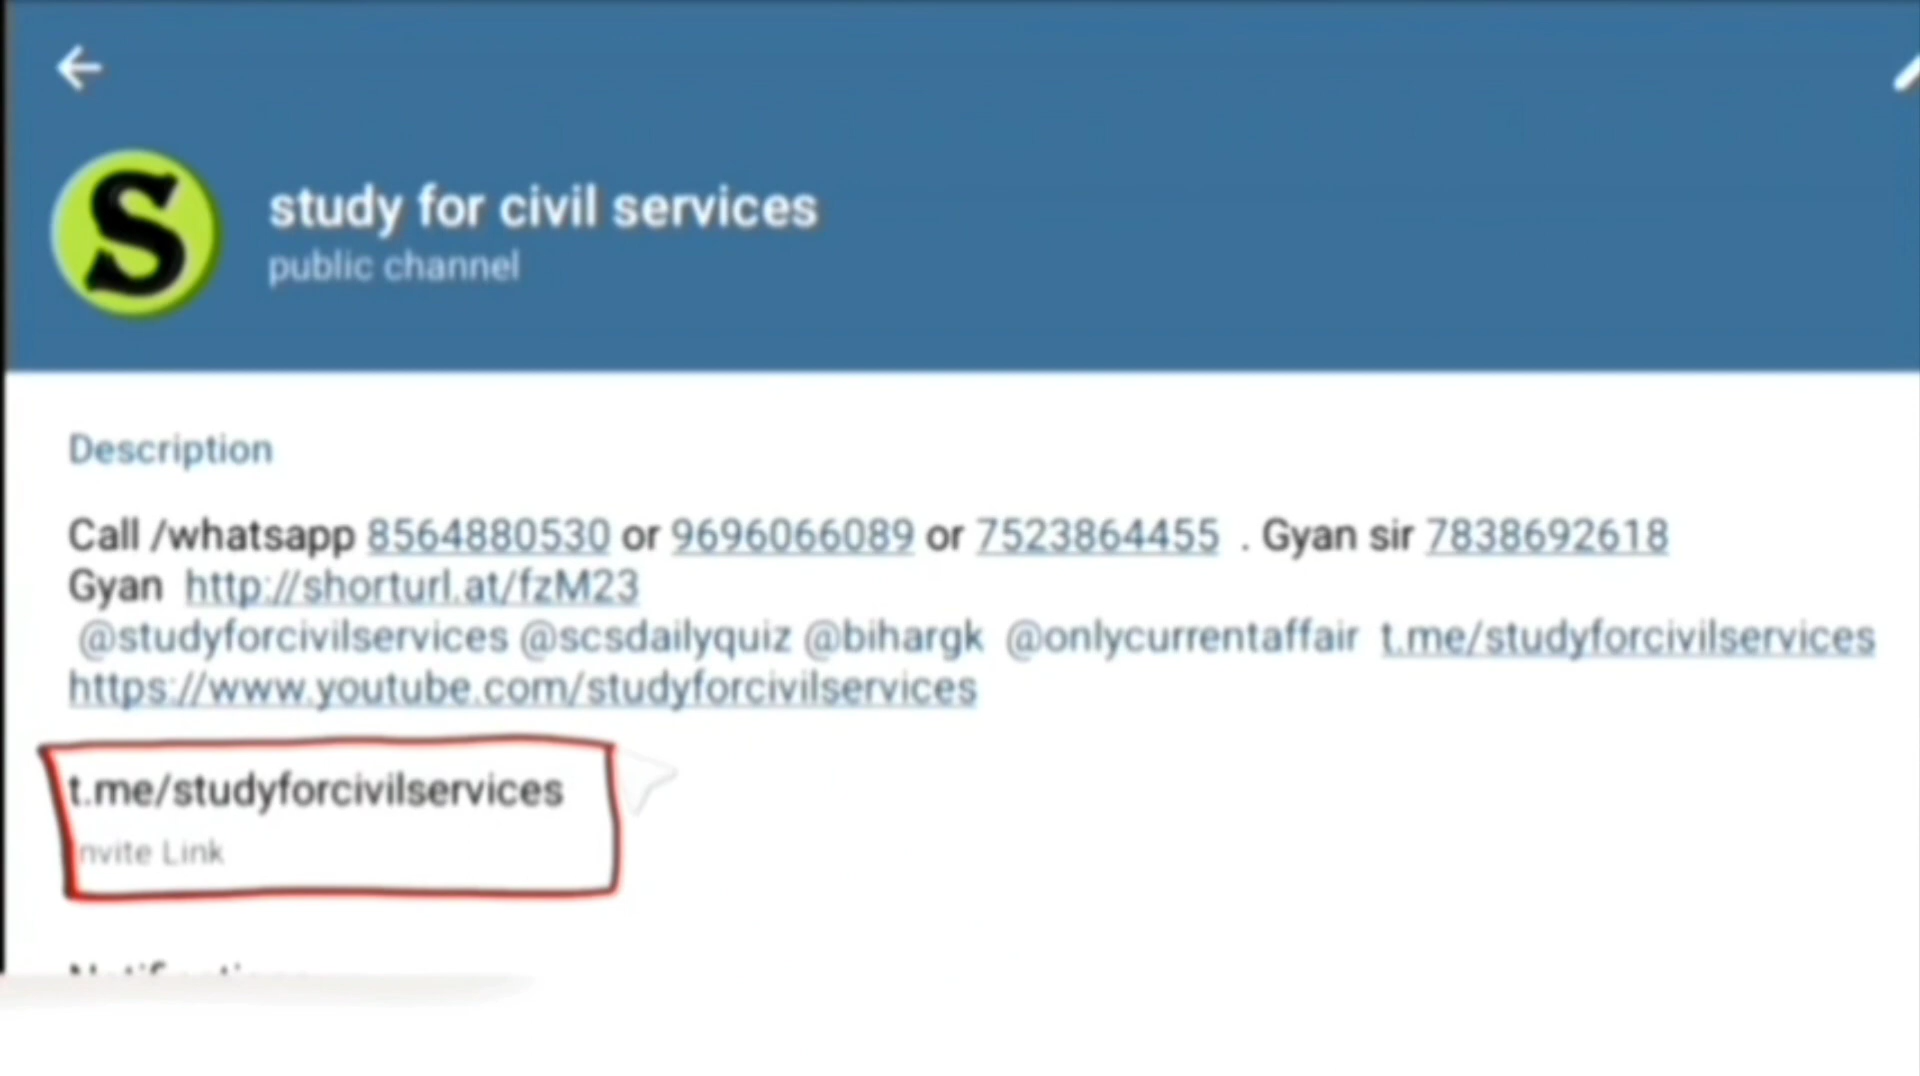 S
study for civil services
public channel
Description
Call /whatsapp 8564880530 or 9696066089 or 7523864455 . Gyan sir 7838692618
Gyan http://shorturl.at/fzM23
@studyforcivilservices @scsdailyquiz @bihargk @onlycurrentaffair t.me/studyforcivilservices
https://www.youtube.com/studyforcivilservices
t.me/studyforcivilservices
Invite Link